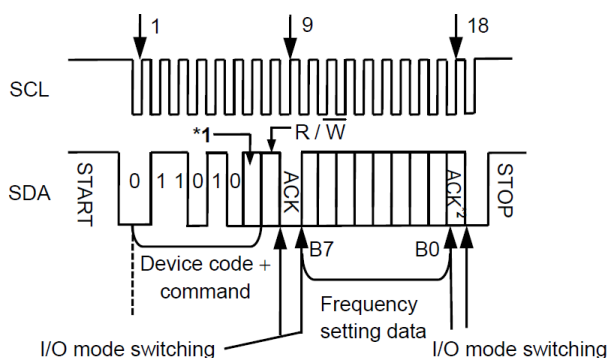 1 9 18
SCL
*1 R / W
SDA START 0 1 1 0 1 0 ACK ACK*2 STOP
B7 B0
Device code +
command
Frequency
setting data
I/O mode switching I/O mode switching